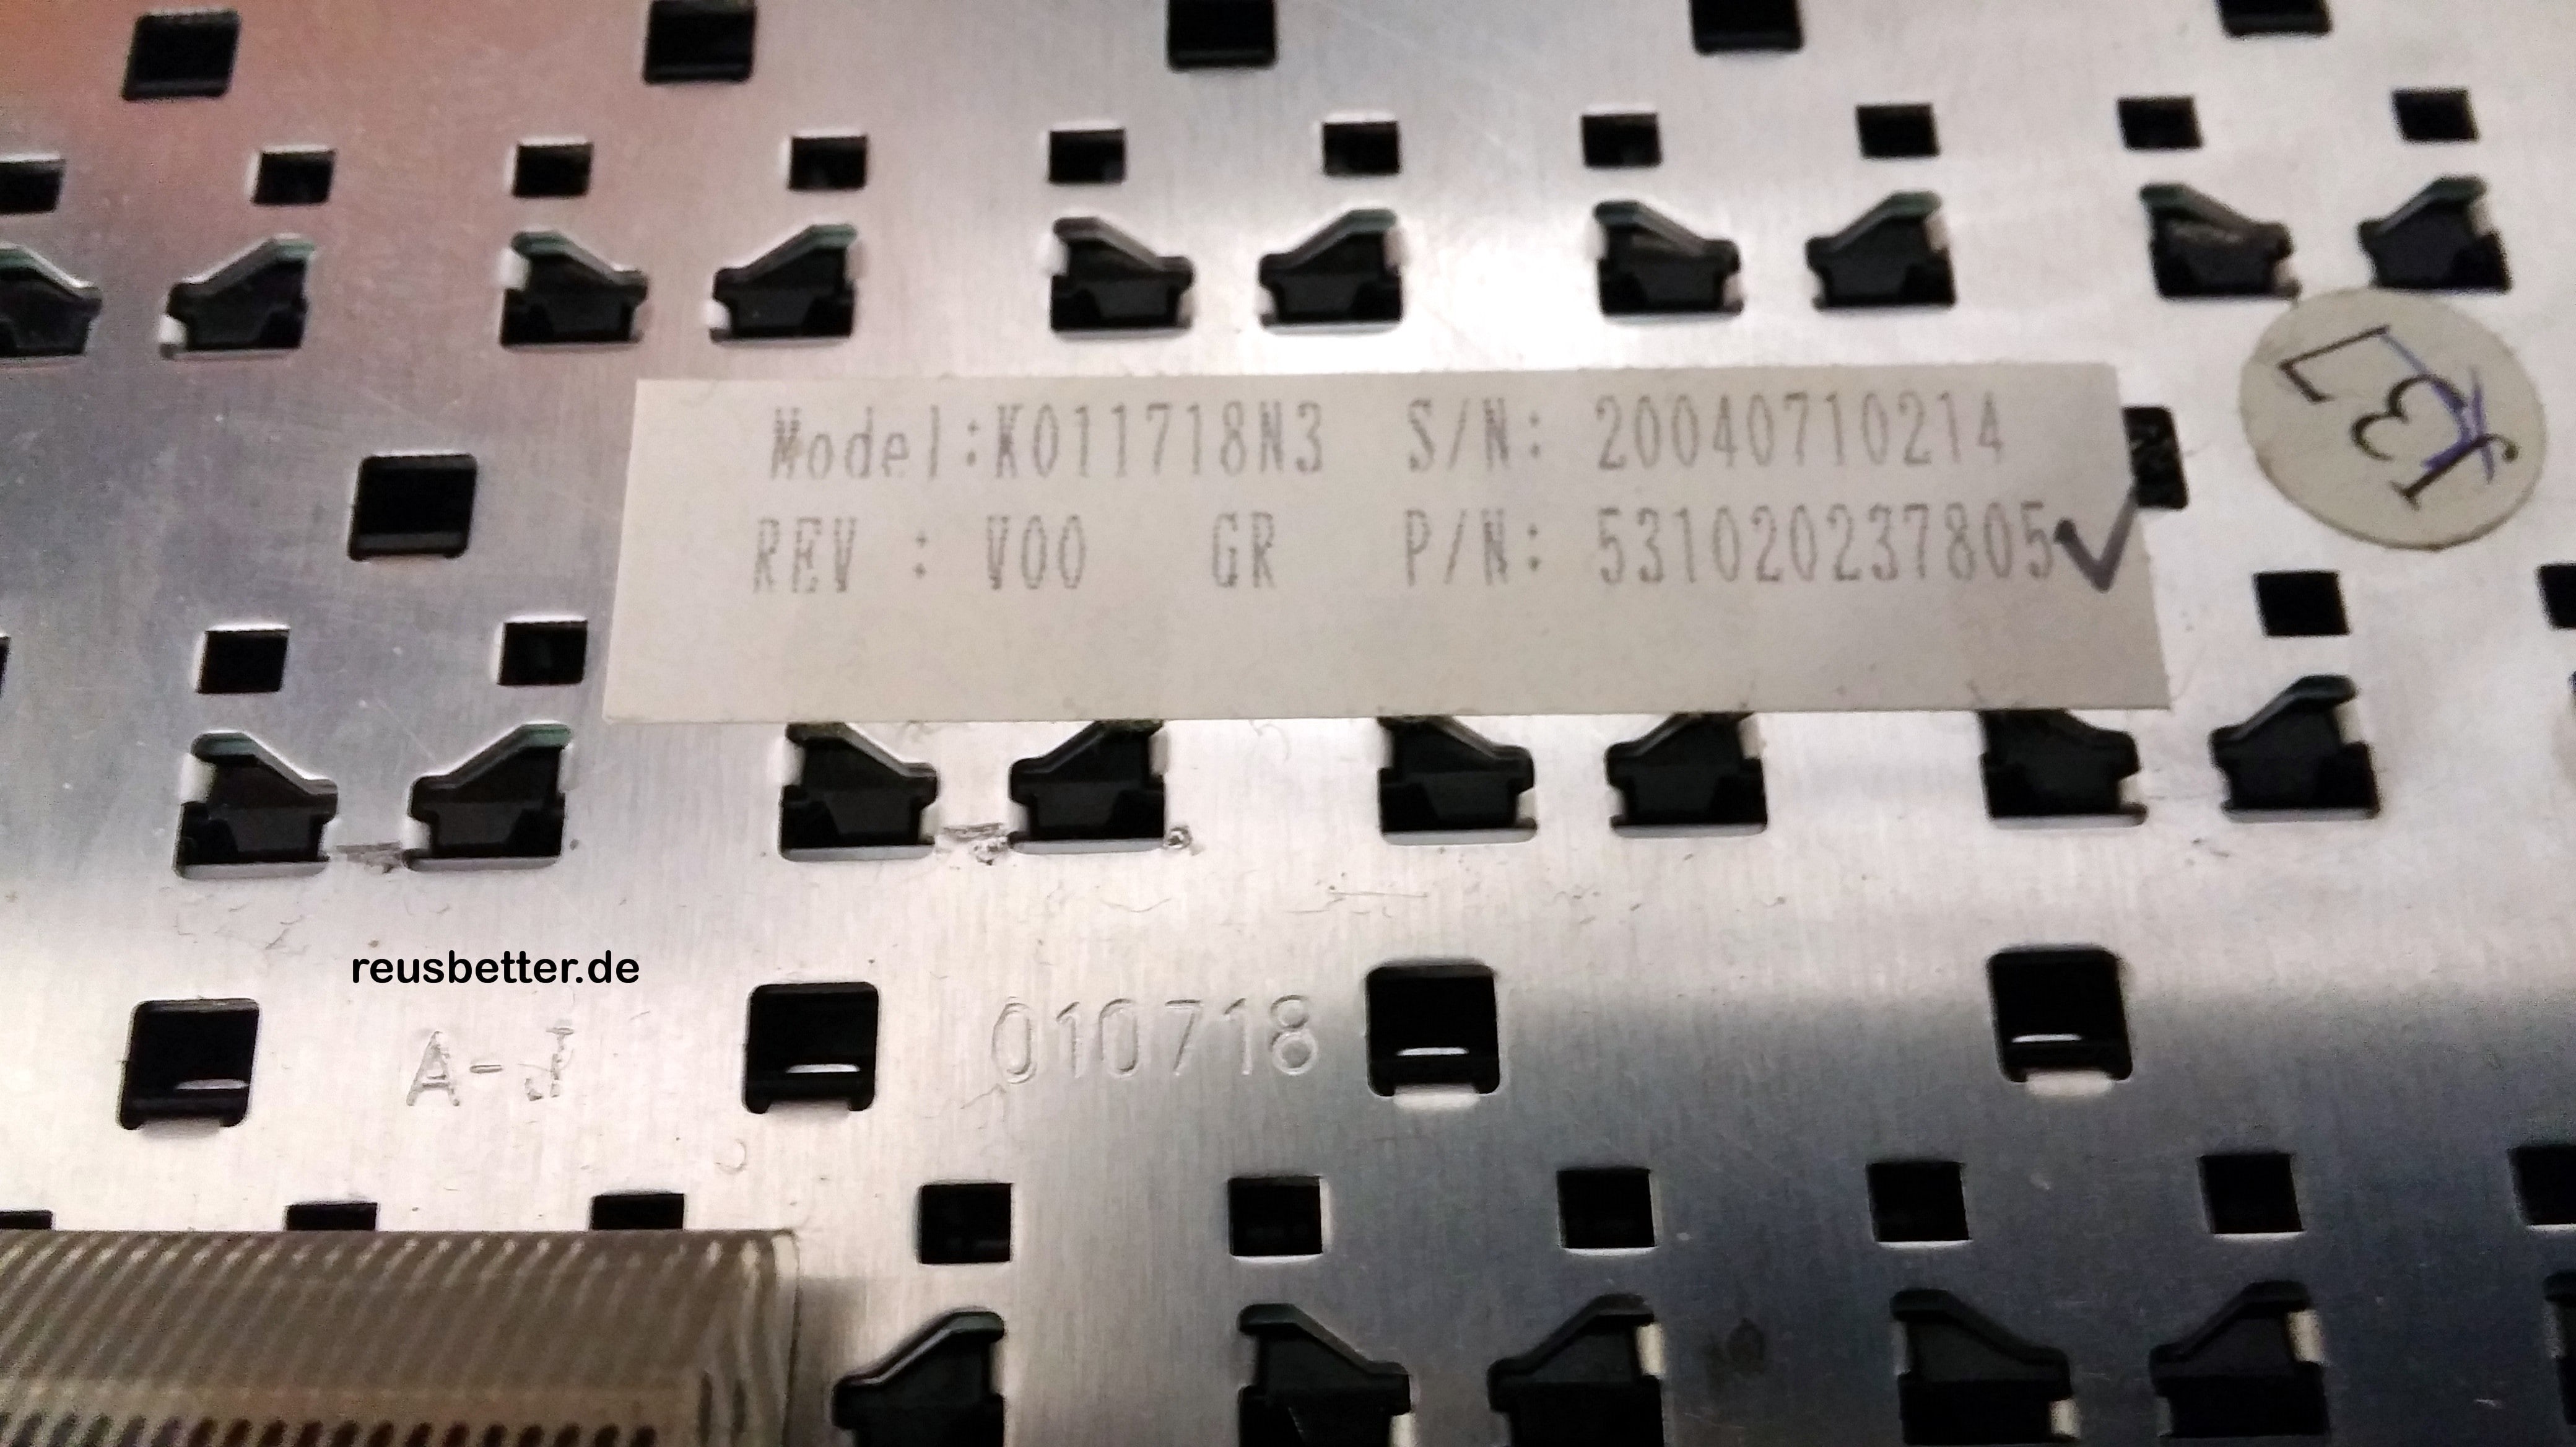 Model:K011718N3 S/N: 20040710214
REV : V00 GR P/N: 531020237805
reusbetter.de
A-
010718